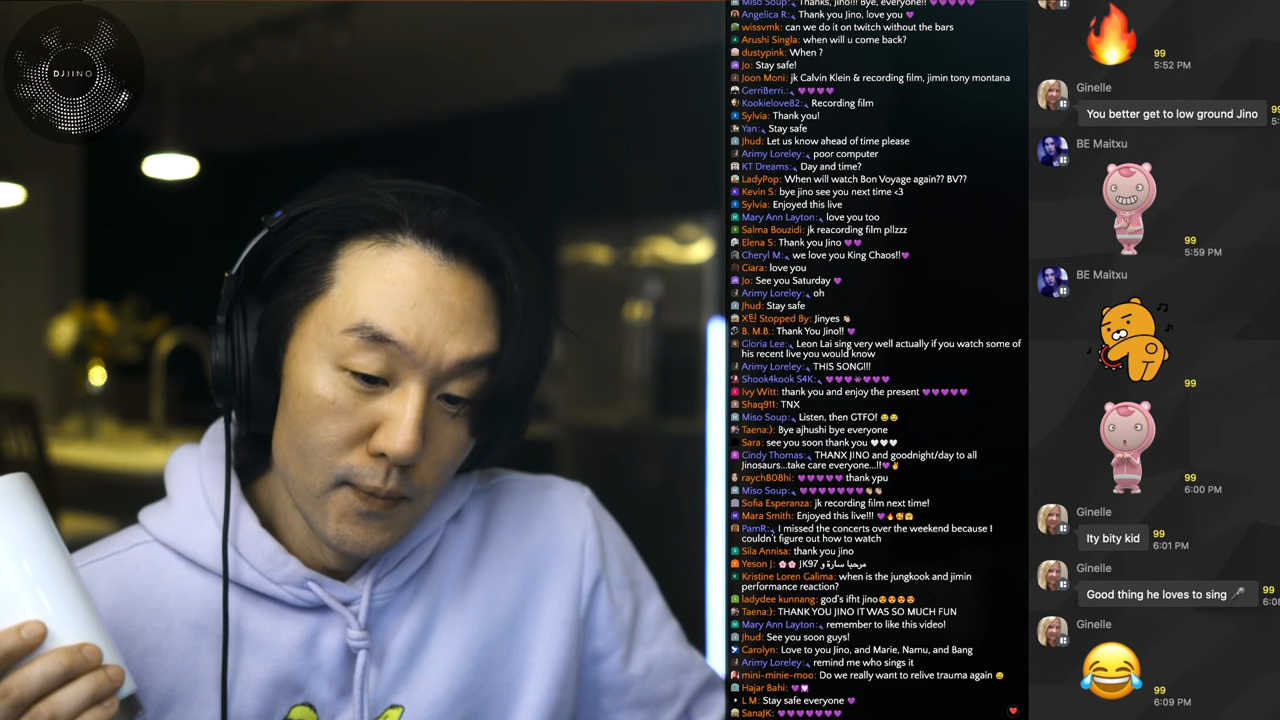 DJJINO
Miso Soup: Thanks, Jino!!! Bye, everyone!! 💜💜💜💜💜
Angelica R: Thank you Jino, love you 💜
wissvmk: can we do it on twitch without the bars
Arushi Singla: when will u come back?
dustypink: When ?
Jo: Stay safe!
Joon Moni: jk Calvin Klein & recording film, jimin tony montana
GerriBerri.: 💜💜💜💜
Kookielove82: Recording film
Sylvia: Thank you!
Yan: Stay safe
Jhud: Let us know ahead of time please
Arimy Loreley: poor computer
KT Dreams: Day and time?
LadyPop: When will watch Bon Voyage again?? BV??
Kevin S: bye jino see you next time <3
Sylvia: Enjoyed this live
Mary Ann Layton: love you too
Salma Bouzidi: jk reacording film pllzzz
Elena S: Thank you Jino 💜💜
Cheryl M: we love you King Chaos!!💜
Ciara: love you
Jo: See you Saturday 💜
Arimy Loreley: oh
Jhud: Stay safe
X틴 Stopped By: Jinyes 👏🏼
B. M.B.: Thank You Jino!! 💜
Gloria Lee: Leon Lai sing very well actually if you watch some of
his recent live you would know
Arimy Loreley: THIS SONG!!!
Shook4kook S4K: 💜💜💜💥💜💜💜
Ivy Witt: thank you and enjoy the present 💜💜💜💜💜
Shaq911: TNX
Miso Soup: Listen, then GTFO! 😂😂
Taena:): Bye ajhushi bye everyone
Sara: see you soon thank you 🤍🤍🤍
Cindy Thomas: THANX JINO and goodnight/day to all
Jinosaurs...take care everyone...!!💜✌
raych808hi: 💜💜💜💜💜 thank ypu
Miso Soup: 💜💜💜💜💜💜💜👏🏼👏🏼
Sofia Esperanza: jk recording film next time!
Mara Smith: Enjoyed this live!!! 💜🔥🥰🤗
PamR: I missed the concerts over the weekend because I
couldn't figure out how to watch
Sila Annisa: thank you jino
Yeson J: 🌸🌸 JK97 مرحبا سارة و
Kristine Loren Galima: when is the jungkook and jimin
performance reaction?
ladydee kunnang: god's ifht jino😍😍😍😍
Taena:): THANK YOU JINO IT WAS SO MUCH FUN
Mary Ann Layton: remember to like this video!
Jhud: See you soon guys!
Carolyn: Love to you Jino, and Marie, Namu, and Bang
Arimy Loreley: remind me who sings it
mini-minie-moo: Do we really want to relive trauma again 😅
Hajar Bahi: 💜💟
L M: Stay safe everyone 💜
SanaJK: 💜💜💜💜💜💜💜
99
5:52 PM
Ginelle
You better get to low ground Jino
99
5:
BE Maitxu
99
5:59 PM
BE Maitxu
99
99
6:00 PM
Ginelle
Ity bity kid
99
6:01 PM
Ginelle
Good thing he loves to sing 🎤
99
6:08
Ginelle
😂
99
6:09 PM